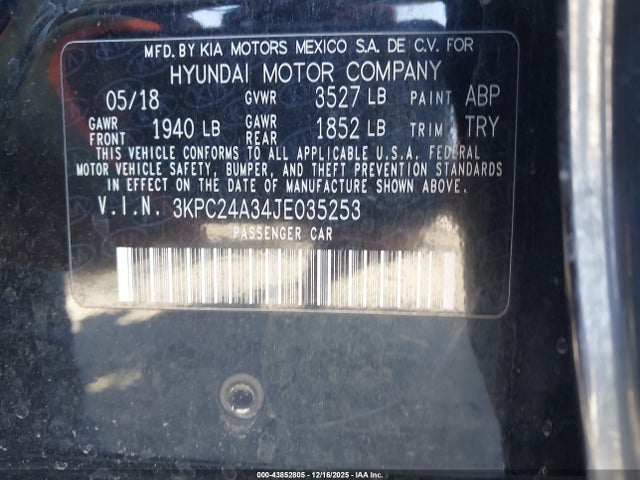 MFD. BY KIA MOTORS MEXICO S.A. DE C.V. FOR
HYUNDAI MOTOR COMPANY
05/18 GVWR 3527 LB PAINT ABP
GAWR FRONT 1940 LB GAWR REAR 1852 LB TRIM TRY
THIS VEHICLE CONFORMS TO ALL APPLICABLE U.S.A. FEDERAL
MOTOR VEHICLE SAFETY, BUMPER, AND THEFT PREVENTION STANDARDS
IN EFFECT ON THE DATE OF MANUFACTURE SHOWN ABOVE.
V.I.N. 3KPC24A34JE035253
PASSENGER CAR
000-43852805 - 12/16/2025 - IAA, Inc.